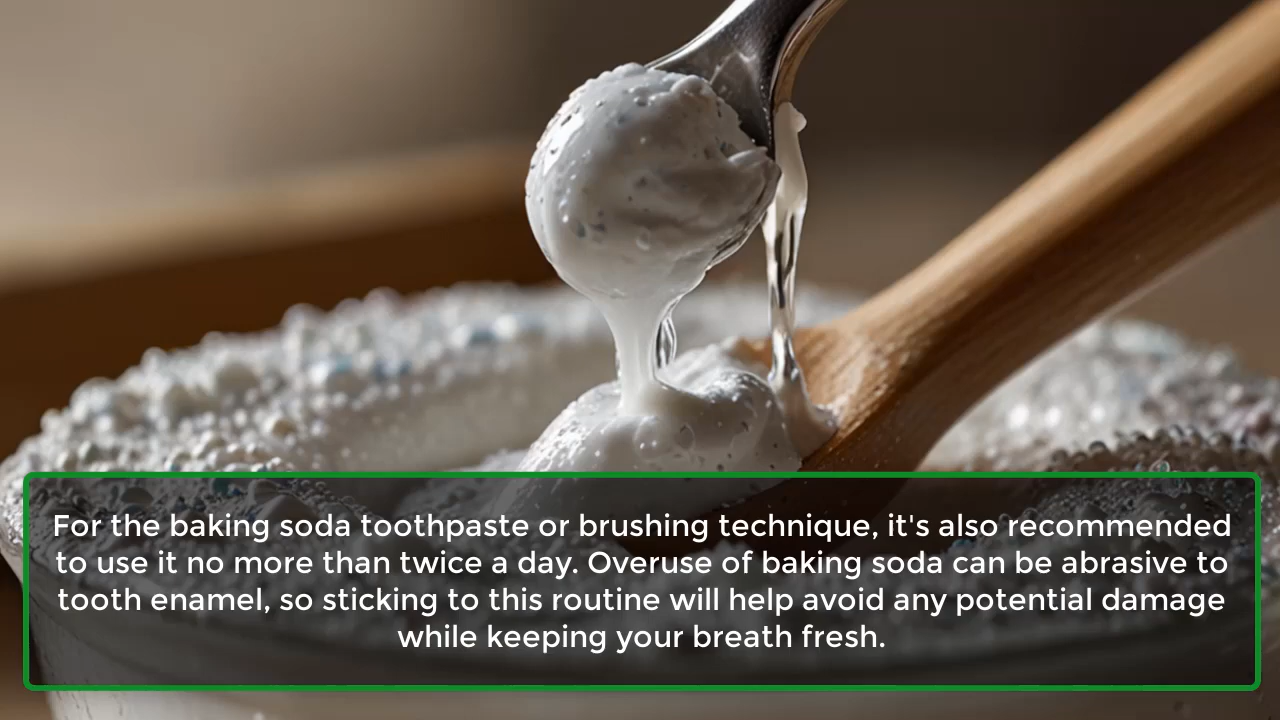 For the baking soda toothpaste or brushing technique, it's also recommended
to use it no more than twice a day. Overuse of baking soda can be abrasive to
tooth enamel, so sticking to this routine will help avoid any potential damage
while keeping your breath fresh.